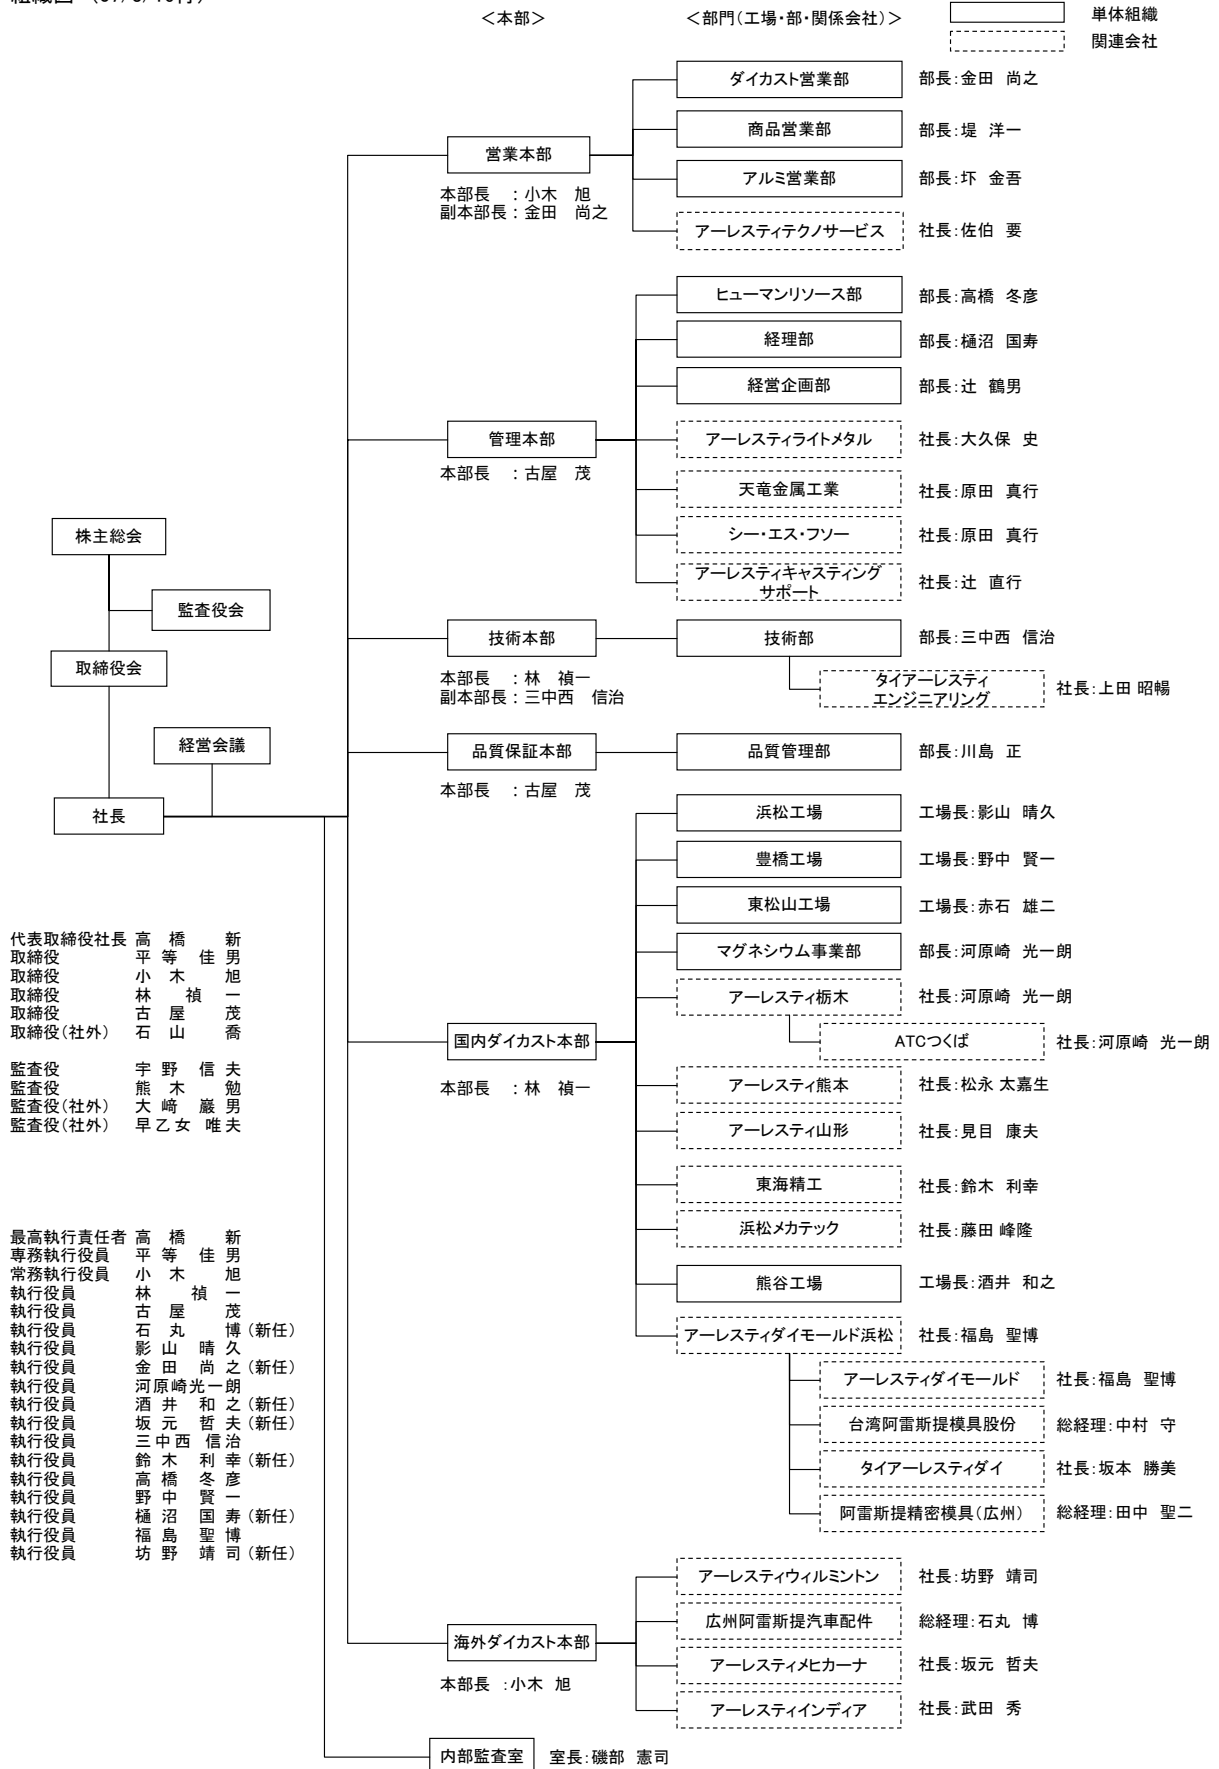 ＜本部＞
＜部門(工場・部・関係会社)＞
単体組織
関連会社
ダイカスト営業部 部長:金田 尚之
商品営業部 部長:堤 洋一
営業本部
アルミ営業部 部長:圷 金吾
本部長 :小木 旭
副本部長:金田 尚之
アーレスティテクノサービス 社長:佐伯 要
ヒューマンリソース部 部長:高橋 冬彦
経理部 部長:樋沼 国寿
経営企画部 部長:辻 鶴男
管理本部
アーレスティライトメタル 社長:大久保 史
本部長 :古屋 茂
天竜金属工業 社長:原田 真行
株主総会
シー・エス・フソー 社長:原田 真行
アーレスティキャスティング
サポート
社長:辻 直行
監査役会
技術本部
技術部 部長:三中西 信治
取締役会
本部長 :林 禎一
副本部長:三中西 信治
タイアーレスティ
エンジニアリング
社長:上田 昭暢
経営会議
品質保証本部
品質管理部 部長:川島 正
本部長 :古屋 茂
社長
浜松工場 工場長:影山 晴久
豊橋工場 工場長:野中 賢一
東松山工場 工場長:赤石 雄二
マグネシウム事業部 部長:河原崎 光一朗
アーレスティ栃木 社長:河原崎 光一朗
国内ダイカスト本部
ATCつくば 社長:河原崎 光一朗
本部長 :林 禎一
アーレスティ熊本 社長:松永 太嘉生
アーレスティ山形 社長:見目 康夫
東海精工 社長:鈴木 利幸
浜松メカテック 社長:藤田 峰隆
熊谷工場 工場長:酒井 和之
アーレスティダイモールド浜松 社長:福島 聖博
アーレスティダイモールド 社長:福島 聖博
台湾阿雷斯提模具股份 総経理:中村 守
タイアーレスティダイ 社長:坂本 勝美
阿雷斯提精密模具(広州) 総経理:田中 聖二
代表取締役社長 高橋 新
取締役 平等 佳男
取締役 小木 旭
取締役 林 禎一
取締役 古屋 茂
取締役(社外) 石山 喬
監査役 宇野 信夫
監査役 熊木 勉
監査役(社外) 大﨑 巖男
監査役(社外) 早乙女 唯夫
最高執行責任者 高橋 新
専務執行役員 平等 佳男
常務執行役員 小木 旭
執行役員 林 禎一
執行役員 古屋 茂
執行役員 石丸 博(新任)
執行役員 影山 晴久
執行役員 金田 尚之(新任)
執行役員 河原崎光一朗
執行役員 酒井 和之(新任)
執行役員 坂元 哲夫(新任)
執行役員 三中西 信治
執行役員 鈴木 利幸(新任)
執行役員 高橋 冬彦
執行役員 野中 賢一
執行役員 樋沼 国寿(新任)
執行役員 福島 聖博
執行役員 坊野 靖司(新任)
アーレスティウィルミントン 社長:坊野 靖司
広州阿雷斯提汽車配件 総経理:石丸 博
海外ダイカスト本部
アーレスティメヒカーナ 社長:坂元 哲夫
本部長 :小木 旭
アーレスティインディア 社長:武田 秀
内部監査室 室長:磯部 憲司